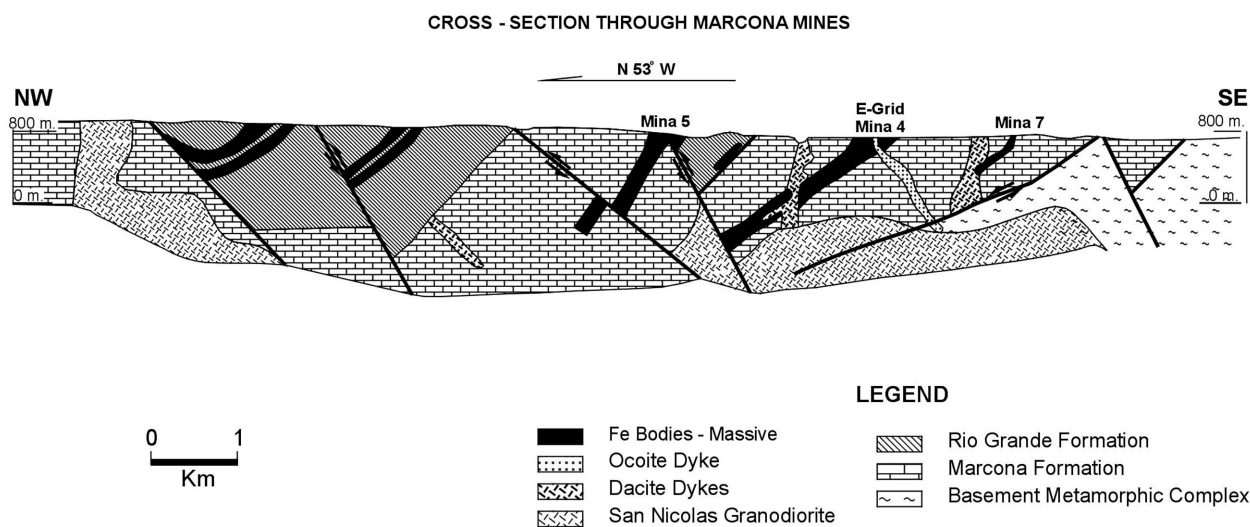 CROSS - SECTION THROUGH MARCONA MINES
N 53° W
NW
SE
800 m.
Mina 5
E-Grid
Mina 4
Mina 7
800 m.
0 m.
0 m.
LEGEND
0 1
Km
Fe Bodies - Massive
Ocoite Dyke
Dacite Dykes
San Nicolas Granodiorite
Rio Grande Formation
Marcona Formation
Basement Metamorphic Complex